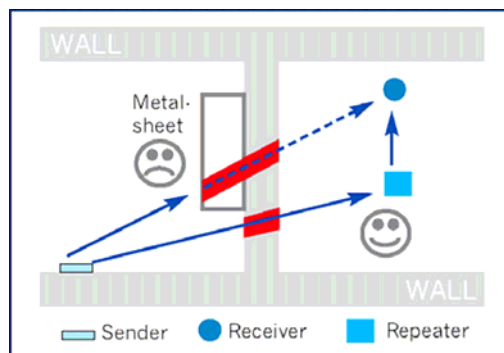 WALL
Metal-
sheet
WALL
Sender Receiver Repeater